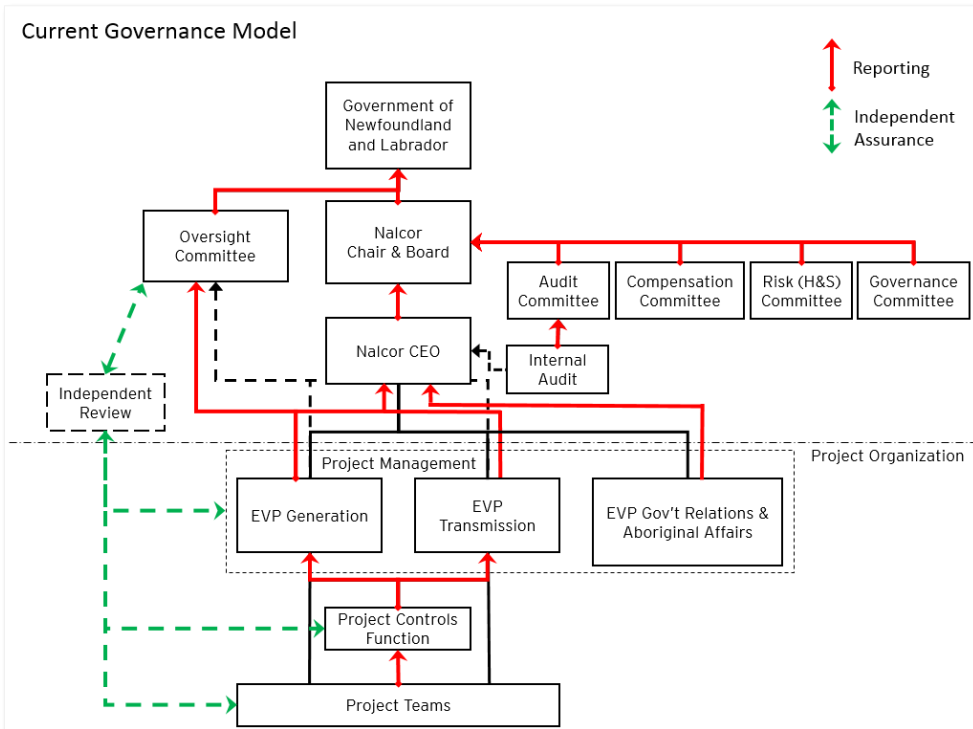 Current Governance Model
Reporting
Independent
Assurance
Government of
Newfoundland
and Labrador
Oversight
Committee
Nalcor
Chair & Board
Audit
Committee
Compensation
Committee
Risk (H&S)
Committee
Governance
Committee
Nalcor CEO
Internal
Audit
Independent
Review
Project Organization
Project Management
EVP Generation
EVP
Transmission
EVP Gov't Relations &
Aboriginal Affairs
Project Controls
Function
Project Teams